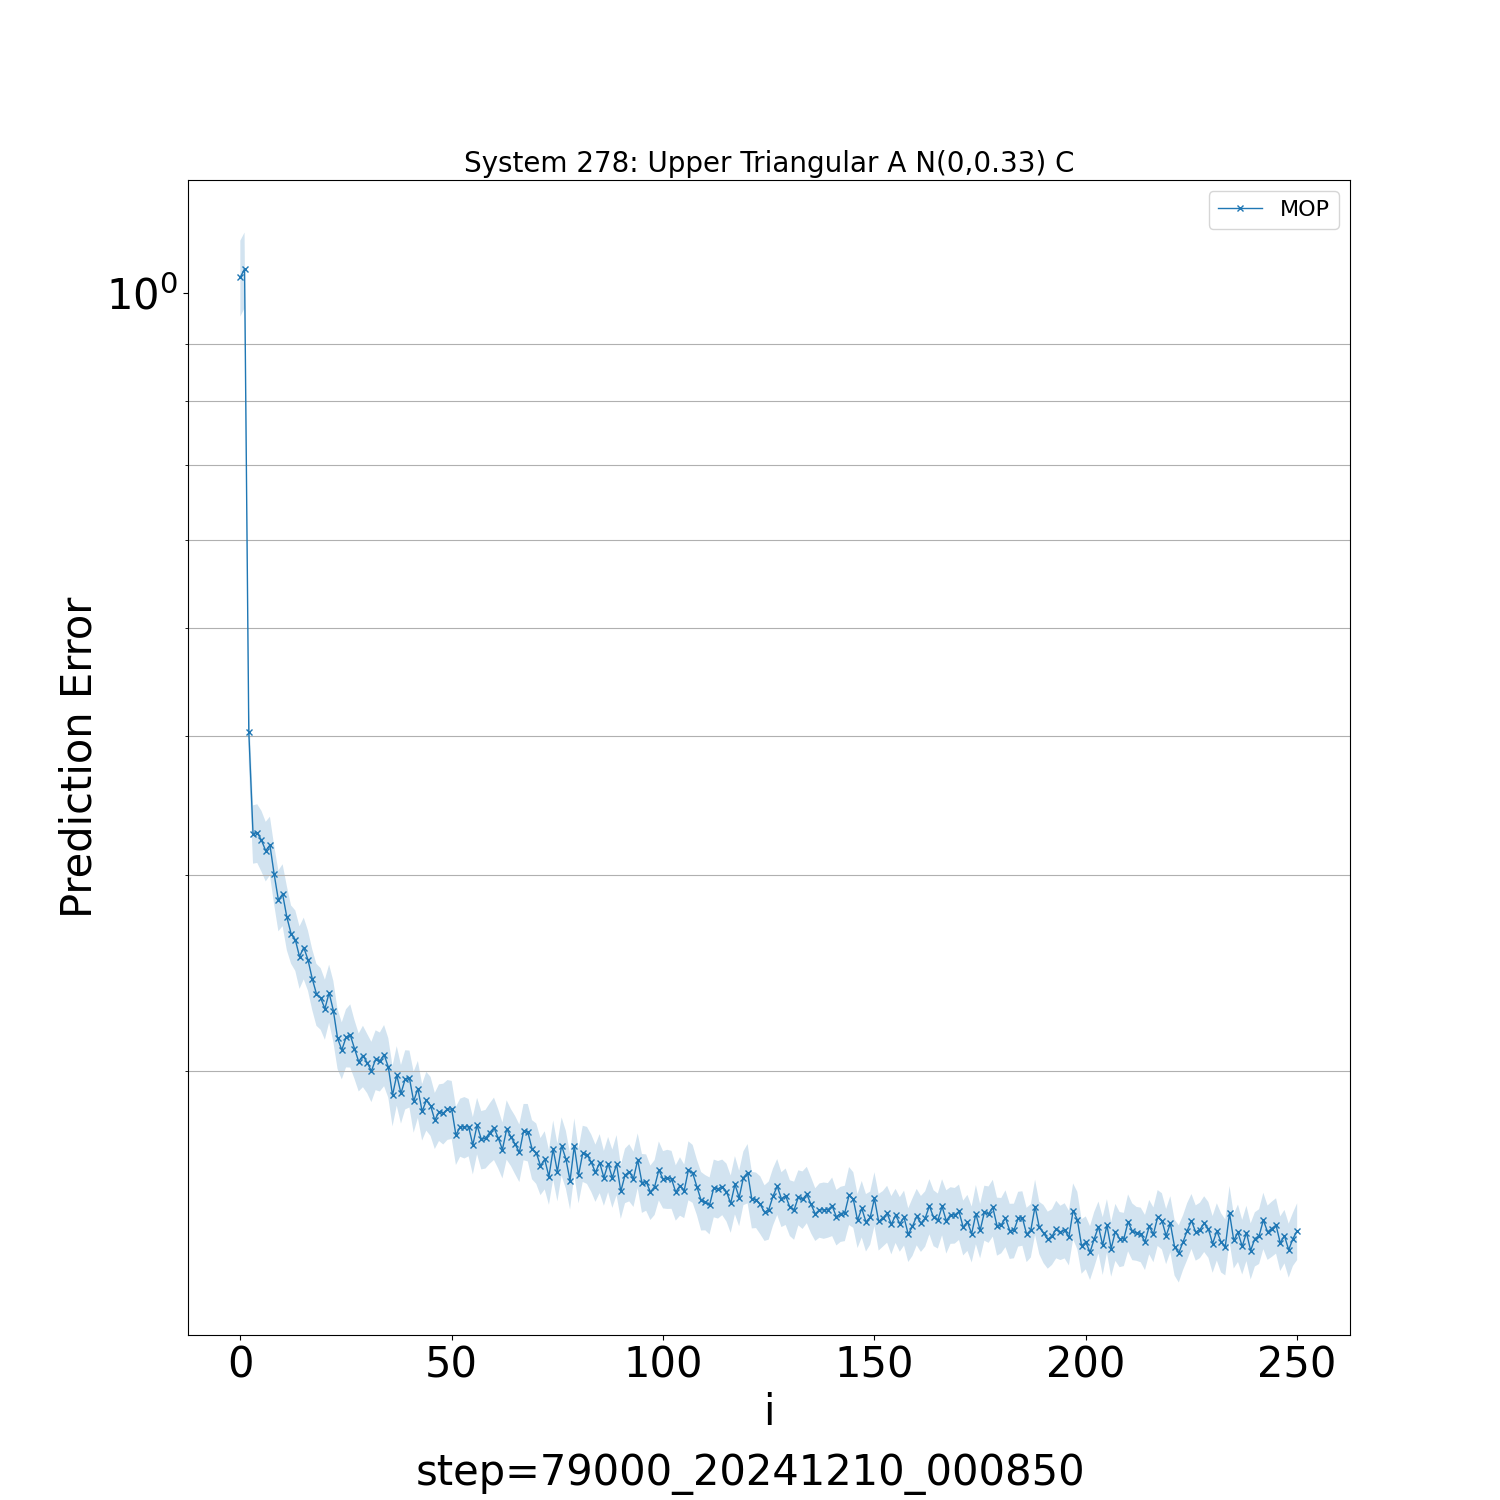 System 278: Upper Triangular A N(0,0.33) C
MOP
10⁰
Prediction Error
0 50 100 150 200 250
i
step=79000_20241210_000850